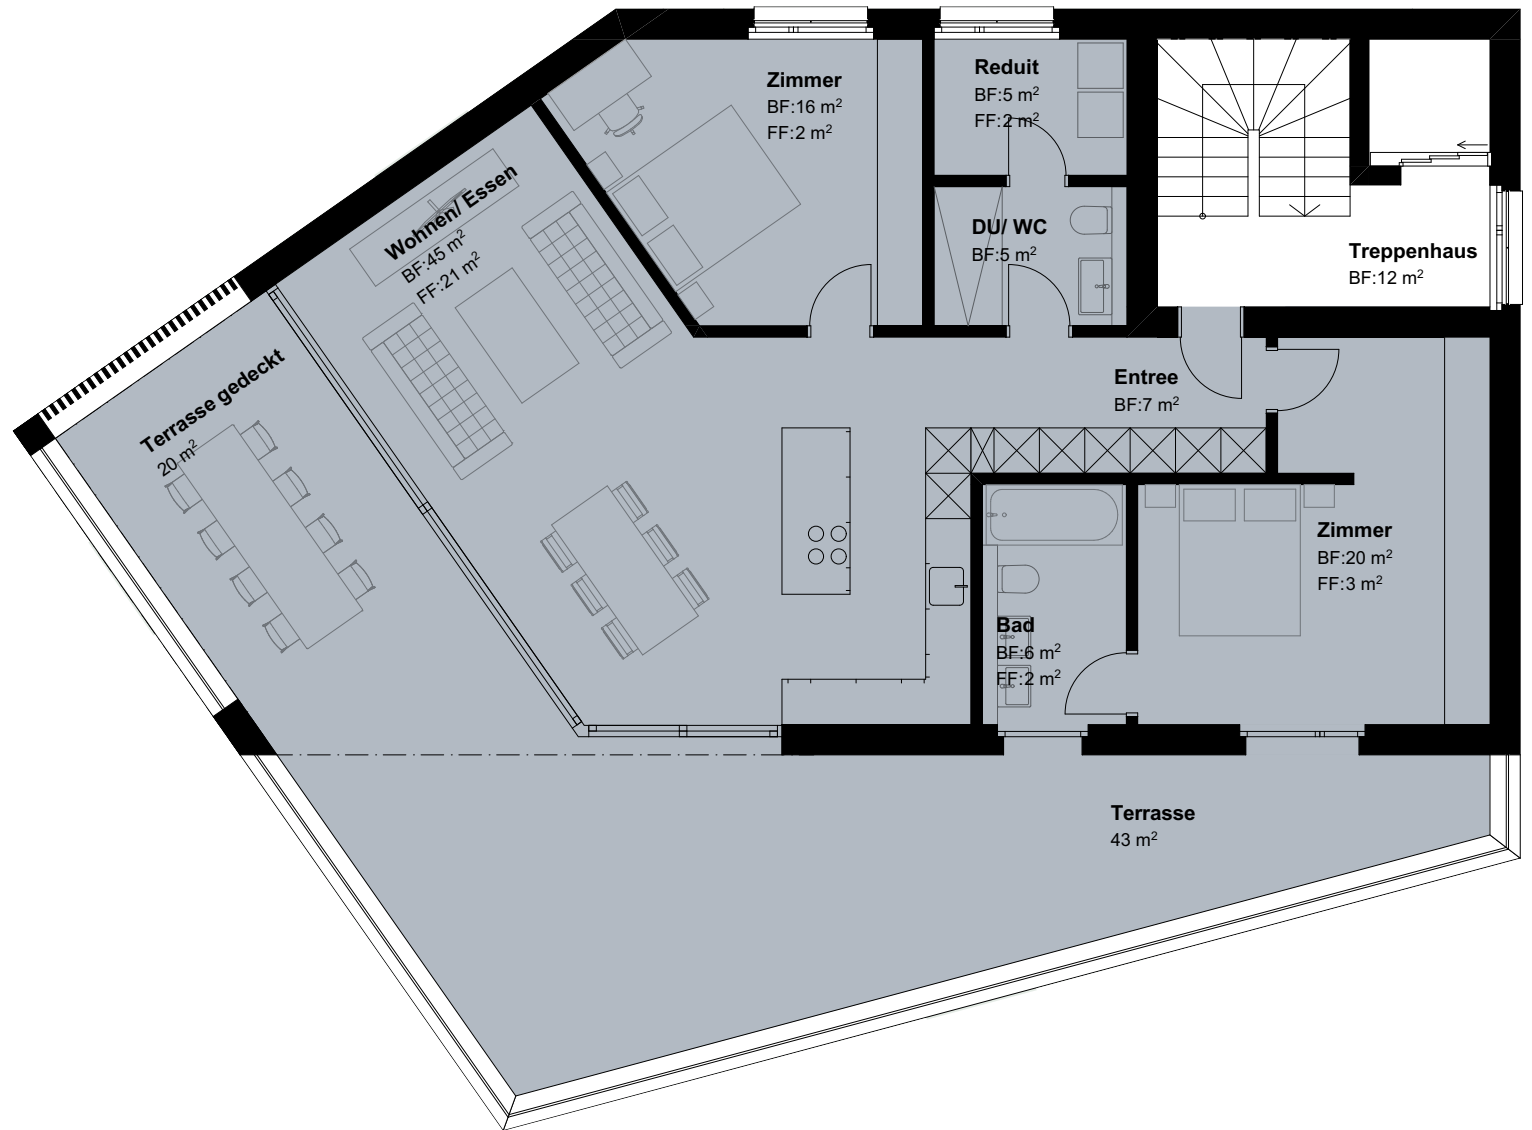 Zimmer
BF:16 m²
FF:2 m²
Reduit
BF:5 m²
FF:2 m²
Wohnen/ Essen
BF:45 m²
FF:21 m²
DU/ WC
BF:5 m²
Treppenhaus
BF:12 m²
Terrasse gedeckt
20 m²
Entree
BF:7 m²
Zimmer
BF:20 m²
FF:3 m²
Bad
BF:6 m²
FF:2 m²
Terrasse
43 m²